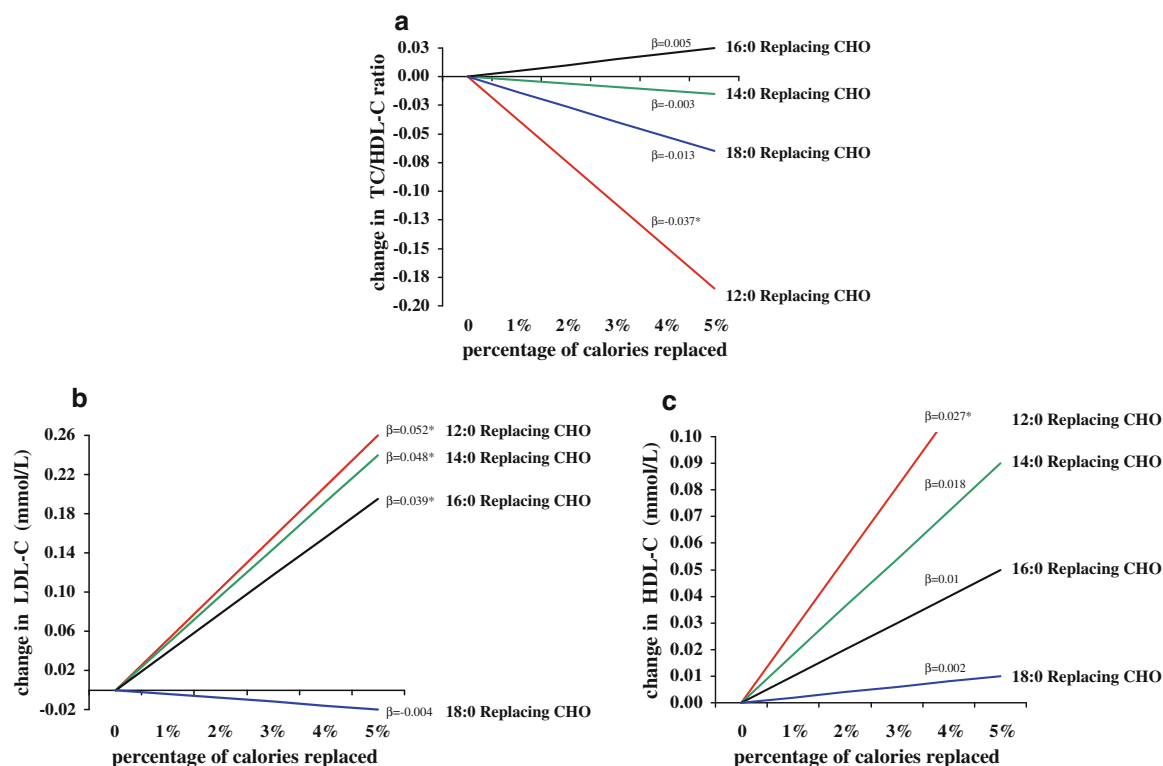 a
change in TC/HDL-C ratio
0.03
0.00
-0.03
-0.05
-0.08
-0.10
-0.13
-0.15
-0.18
-0.20
β=0.005
16:0 Replacing CHO
β=-0.003
14:0 Replacing CHO
β=-0.013
18:0 Replacing CHO
β=-0.037*
12:0 Replacing CHO
0 1% 2% 3% 4% 5%
percentage of calories replaced
b
change in LDL-C (mmol/L)
0.26
0.22
0.18
0.14
0.10
0.06
0.02
-0.02
β=0.052* 12:0 Replacing CHO
β=0.048* 14:0 Replacing CHO
β=0.039* 16:0 Replacing CHO
β=-0.004 18:0 Replacing CHO
0 1% 2% 3% 4% 5%
percentage of calories replaced
c
change in HDL-C (mmol/L)
0.10
0.09
0.08
0.07
0.06
0.05
0.04
0.03
0.02
0.01
0.00
β=0.027*
12:0 Replacing CHO
β=0.018
14:0 Replacing CHO
β=0.01
16:0 Replacing CHO
β=0.002
18:0 Replacing CHO
0 1% 2% 3% 4% 5%
percentage of calories replaced